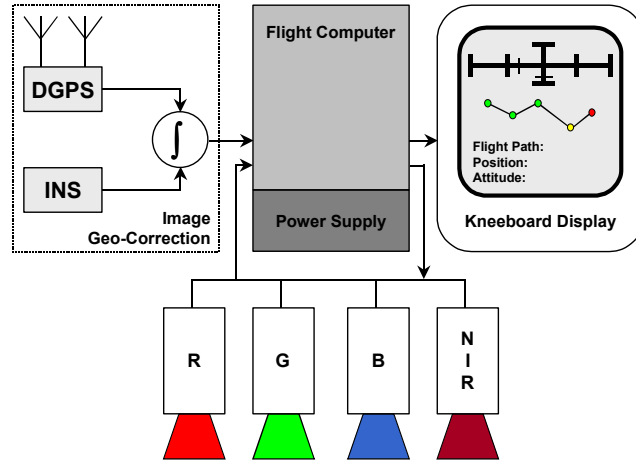 DGPS
INS
∫
Image
Geo-Correction
Flight Computer
Power Supply
Flight Path:
Position:
Attitude:
Kneeboard Display
R
G
B
N
I
R